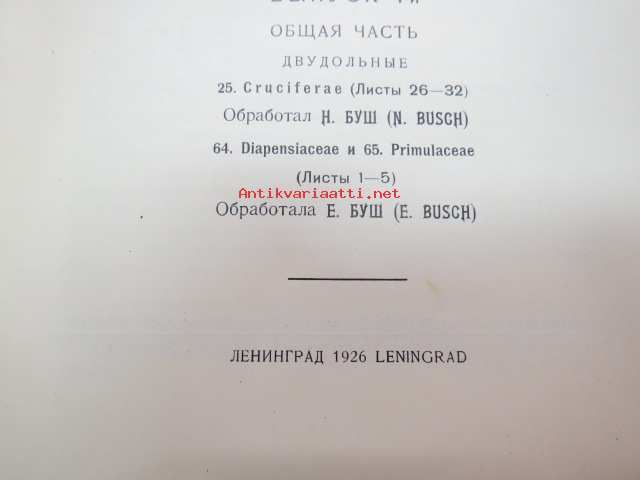 ОБЩАЯ ЧАСТЬ
ДВУДОЛЬНЫЕ
25. Cruciferae (Листы 26—32)
Обработал Н. БУШ (N. BUSCH)
64. Diapensiaceae и 65. Primulaceae
(Листы 1—5)
Antikvariaatti.net
Обработала Е. БУШ (E. BUSCH)
ЛЕНИНГРАД 1926 LENINGRAD